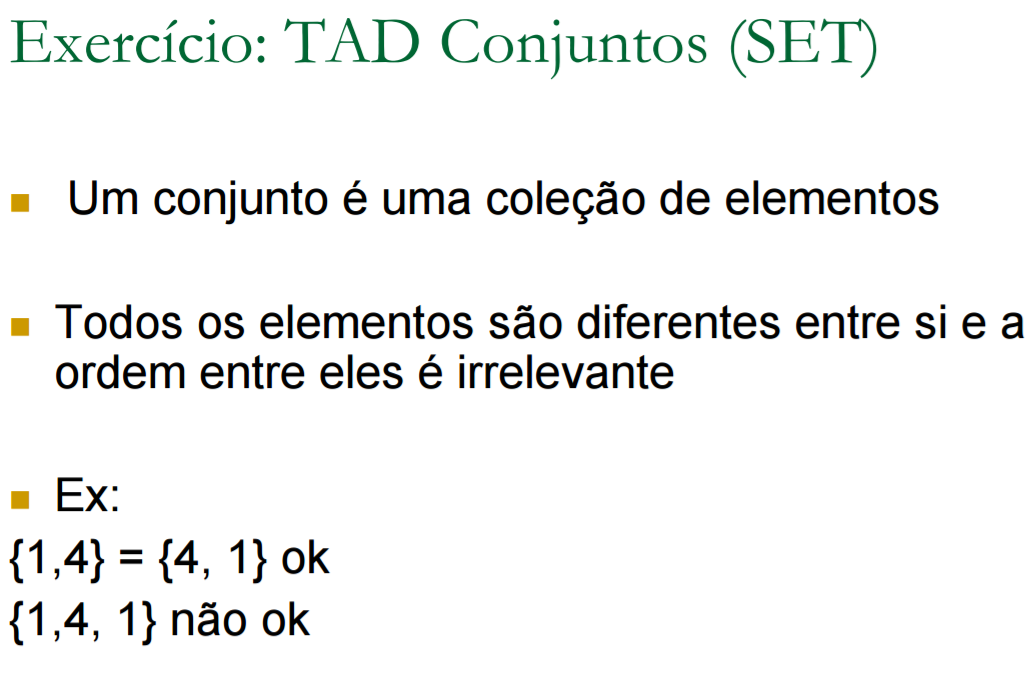 Exercício: TAD Conjuntos (SET)
Um conjunto é uma coleção de elementos
Todos os elementos são diferentes entre si e a
ordem entre eles é irrelevante
Ex:
{1,4} = {4, 1} ok
{1,4, 1} não ok